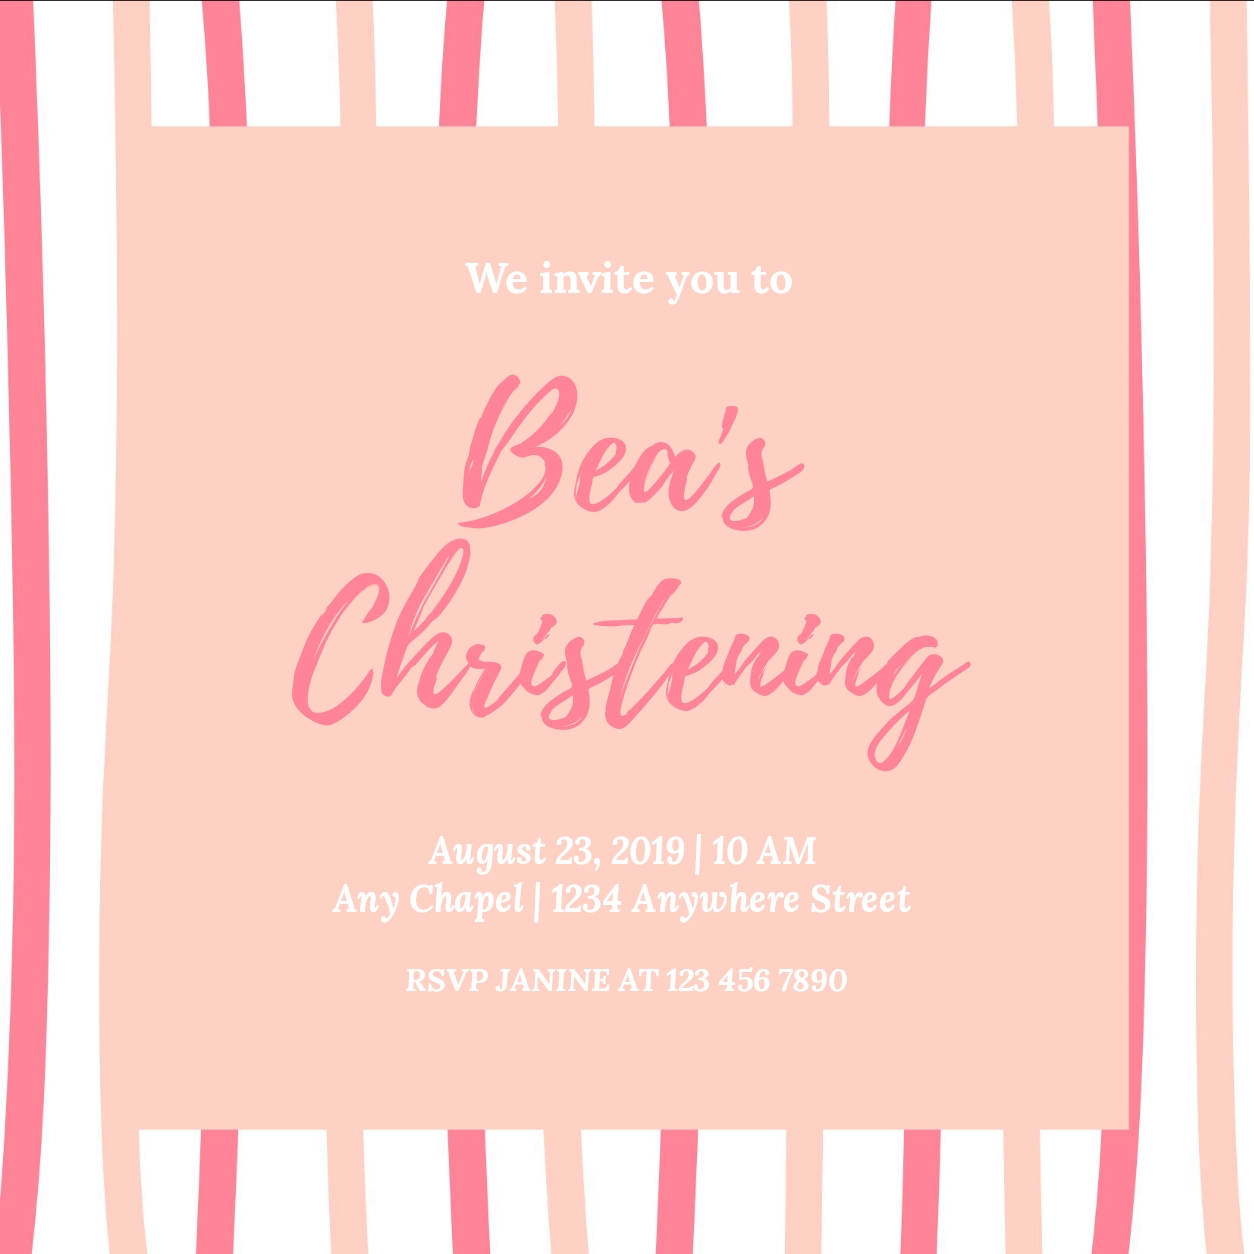 We invite you to
Bea's
Christening
August 23, 2019 | 10 AM
Any Chapel | 1234 Anywhere Street
RSVP JANINE AT 123 456 7890